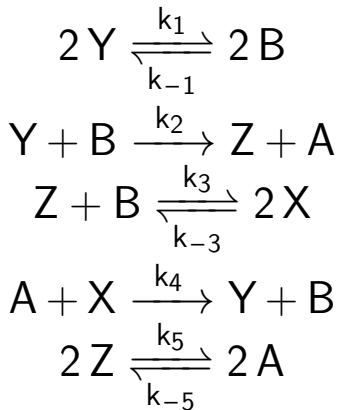 2 Y ⇌ 2 B
k₁
k₋₁
Y + B → Z + A
k₂
Z + B ⇌ 2 X
k₃
k₋₃
A + X → Y + B
k₄
2 Z ⇌ 2 A
k₅
k₋₅